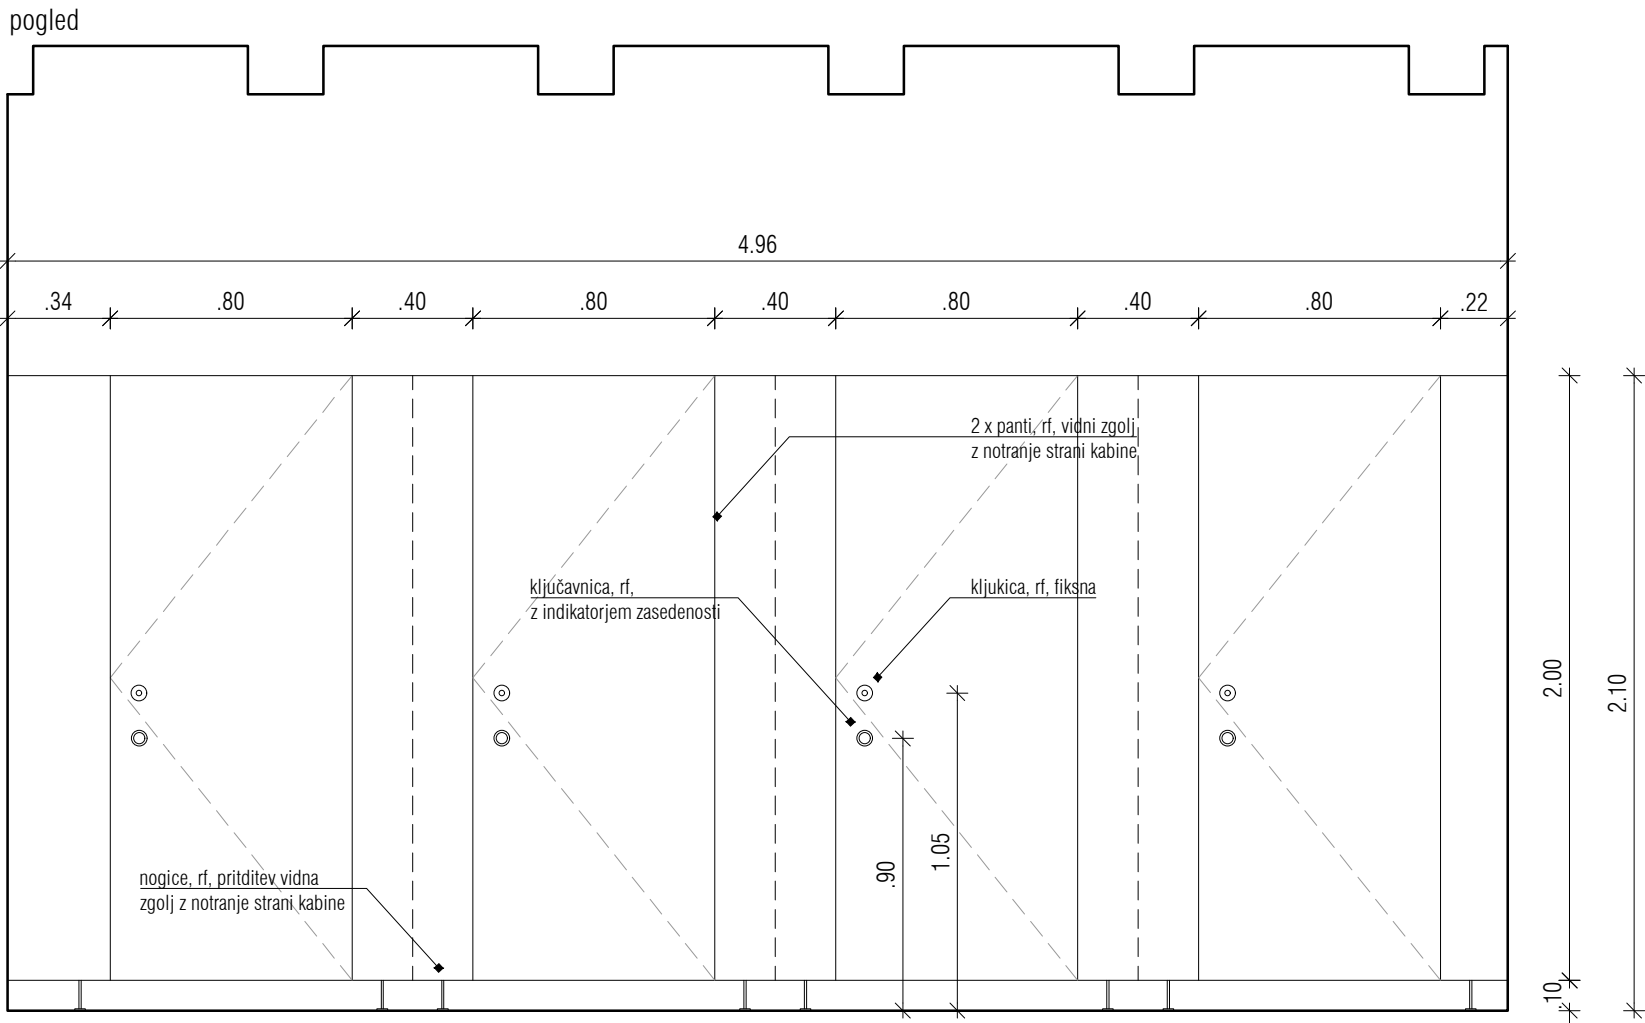 pogled
4.96
.34 .80 .40 .80 .40 .80 .40 .80 .22
2 x panti, rf, vidni zgolj
z notranje strani kabine
ključavnica, rf,
z indikatorjem zasedenosti
kljukica, rf, fiksna
2.00
2.10
.90
1.05
nogice, rf, pritditev vidna
zgolj z notranje strani kabine
.10